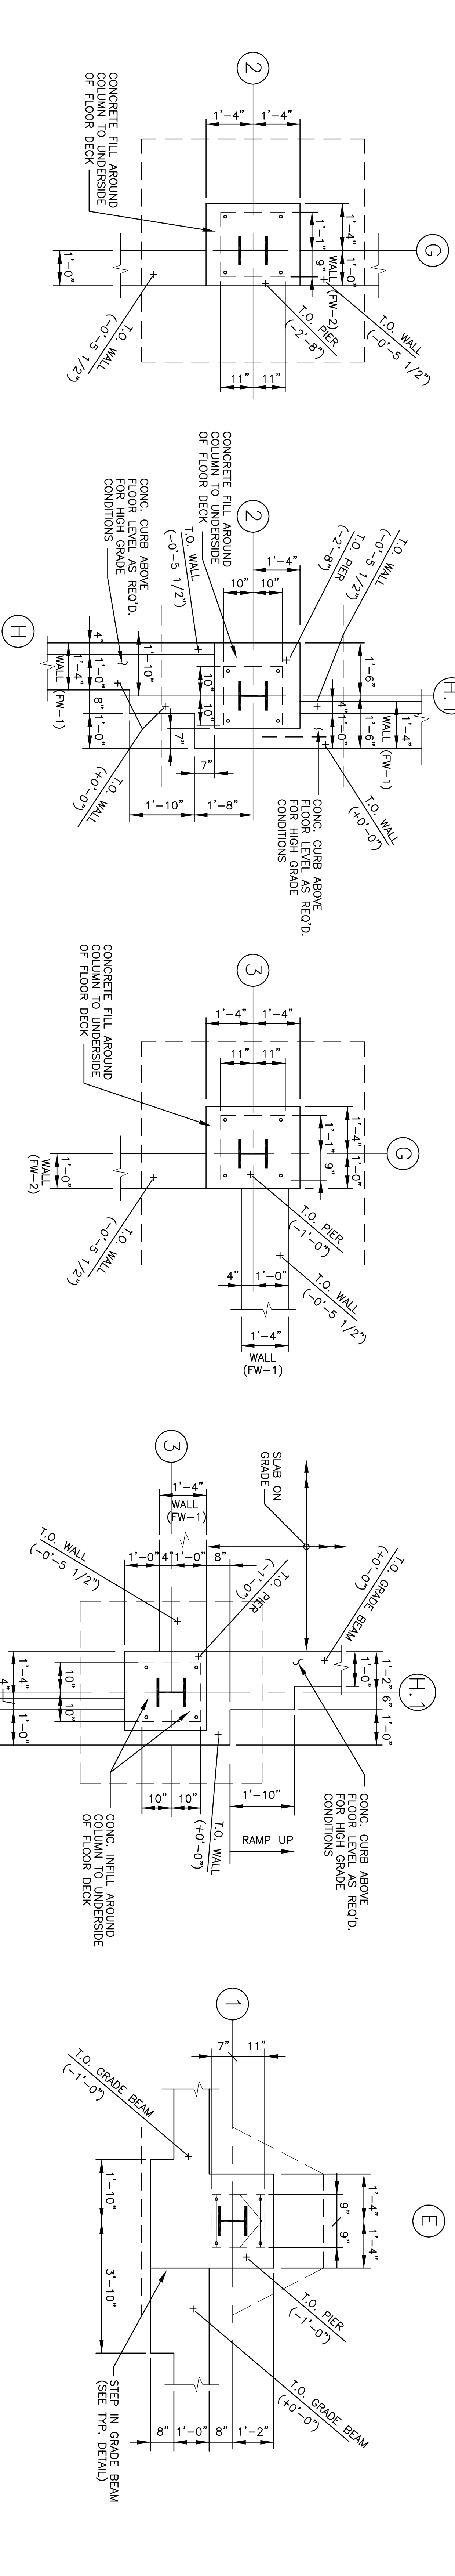 2
G
1'-4"
1'-4"
1'-4"
1'-0"
1'-1"
9"
WALL
(FW-2)
T.O. WALL
(-0'-5 1/2")
T.O. PIER
(-2'-8")
11"
11"
CONCRETE FILL AROUND
COLUMN TO UNDERSIDE
OF FLOOR DECK
1'-0"
T.O. WALL
(-0'-5 1/2")
2
H
H.1
T.O. WALL
(-0'-5 1/2")
T.O. PIER
(-2'-8")
1'-4"
10"
10"
CONCRETE FILL AROUND
COLUMN TO UNDERSIDE
OF FLOOR DECK
T.O. WALL
(-0'-5 1/2")
CONC. CURB ABOVE
FLOOR LEVEL AS REQ'D.
FOR HIGH GRADE
CONDITIONS
1'-6"
4"
1'-0"
1'-6"
1'-4"
WALL
(FW-1)
10"
10"
1'-10"
4"
1'-0"
8"
1'-4"
1'-0"
WALL
(FW-1)
7"
7"
1'-10"
1'-8"
T.O. WALL
(+0'-0")
T.O. WALL
(+0'-0")
CONC. CURB ABOVE
FLOOR LEVEL AS REQ'D.
FOR HIGH GRADE
CONDITIONS
3
G
1'-4"
1'-4"
11"
11"
1'-4"
1'-0"
1'-1"
9"
CONCRETE FILL AROUND
COLUMN TO UNDERSIDE
OF FLOOR DECK
1'-0"
WALL
(FW-2)
T.O. WALL
(-0'-5 1/2")
T.O. PIER
(-1'-0")
T.O. WALL
(-0'-5 1/2")
4"
1'-0"
1'-4"
WALL
(FW-1)
3
H.1
SLAB ON
GRADE
1'-4"
WALL
(FW-1)
1'-0"
4"
1'-0"
8"
T.O. WALL
(-0'-5 1/2")
T.O. PIER
(-1'-0")
T.O. GRADE BEAM
(+0'-0")
1'-2"
6"
1'-0"
1'-0"
CONC. CURB ABOVE
FLOOR LEVEL AS REQ'D.
FOR HIGH GRADE
CONDITIONS
1'-4"
1'-0"
4"
10"
10"
10"
10"
1'-10"
RAMP UP
T.O. WALL
(+0'-0")
CONC. INFILL AROUND
COLUMN TO UNDERSIDE
OF FLOOR DECK
1
E
7"
11"
T.O. GRADE BEAM
(-1'-0")
1'-4"
1'-4"
9"
9"
T.O. PIER
(-1'-0")
T.O. GRADE BEAM
(+0'-0")
1'-10"
3'-10"
8"
1'-0"
8"
1'-2"
STEP IN GRADE BEAM
(SEE TYP. DETAIL)